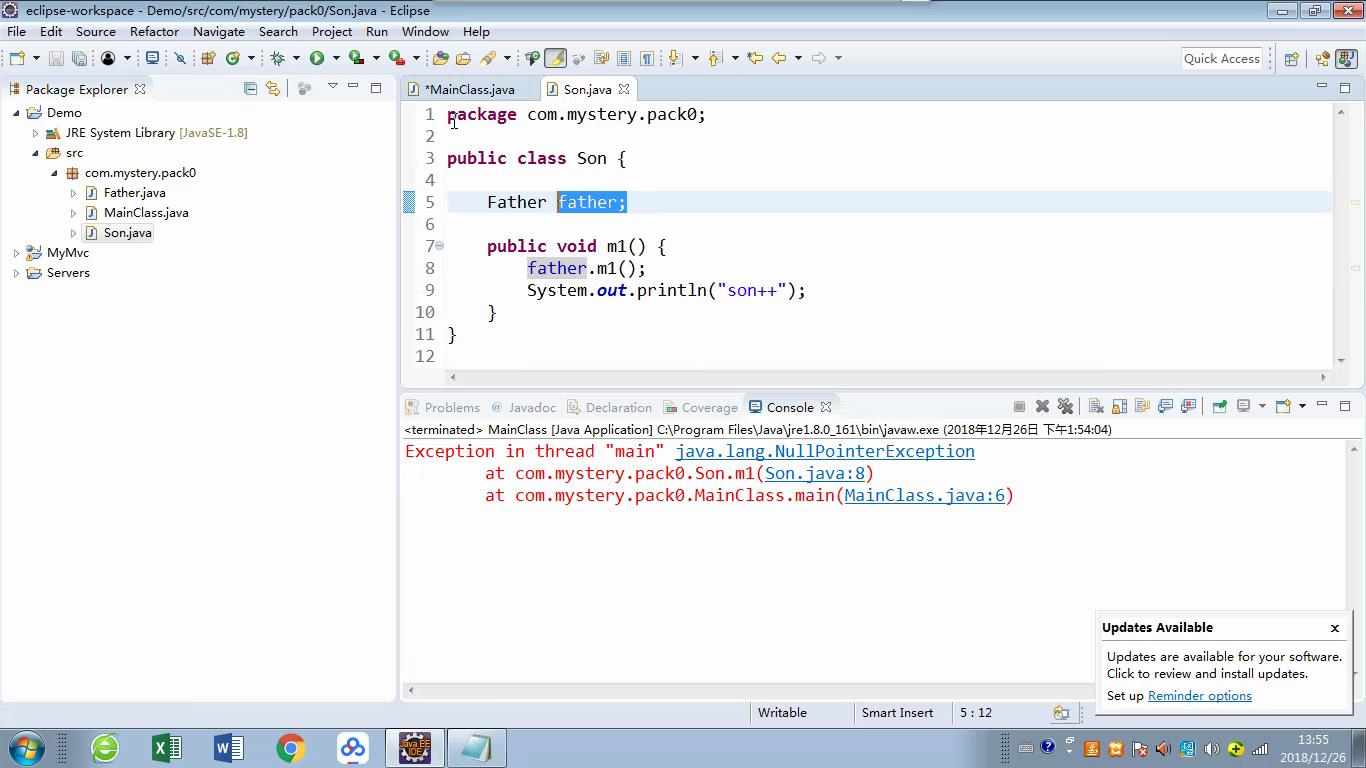 eclipse-workspace - Demo/src/com/mystery/pack0/Son.java - Eclipse
File Edit Source Refactor Navigate Search Project Run Window Help
Quick Access
Package Explorer
*MainClass.java Son.java
Demo
JRE System Library [JavaSE-1.8]
src
com.mystery.pack0
Father.java
MainClass.java
Son.java
MyMvc
Servers
1 package com.mystery.pack0;
2
3 public class Son {
4
5 Father father;
6
7 public void m1() {
8 father.m1();
9 System.out.println("son++");
10 }
11 }
12
Problems @ Javadoc Declaration Coverage Console
<terminated> MainClass [Java Application] C:\Program Files\Java\jre1.8.0_161\bin\javaw.exe (2018年12月26日 下午1:54:04)
Exception in thread "main" java.lang.NullPointerException
at com.mystery.pack0.Son.m1(Son.java:8)
at com.mystery.pack0.MainClass.main(MainClass.java:6)
Updates Available
Updates are available for your software.
Click to review and install updates.
Set up Reminder options
Writable Smart Insert 5 : 12
Java EE
IDE
13:55
2018/12/26